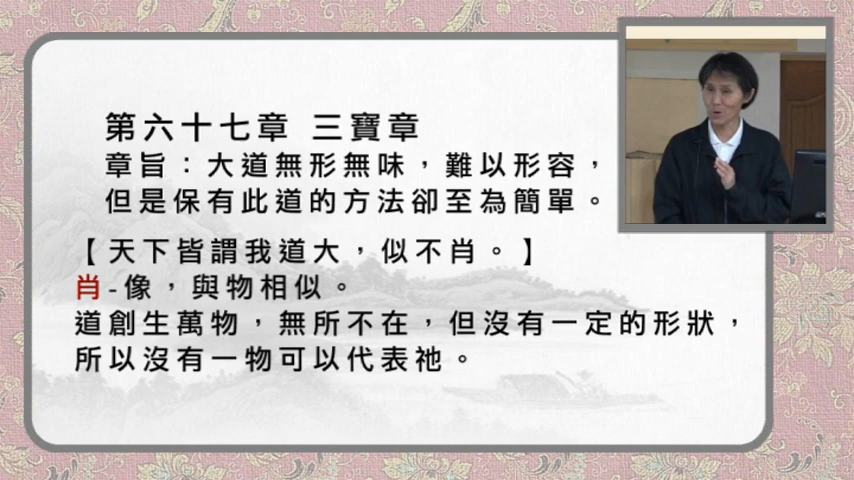 第六十七章 三寶章
章旨：大道無形無味，難以形容，
但是保有此道的方法卻至為簡單。
【天下皆謂我道大，似不肖。】
肖-像，與物相似。
道創生萬物，無所不在，但沒有一定的形狀，
所以沒有一物可以代表祂。